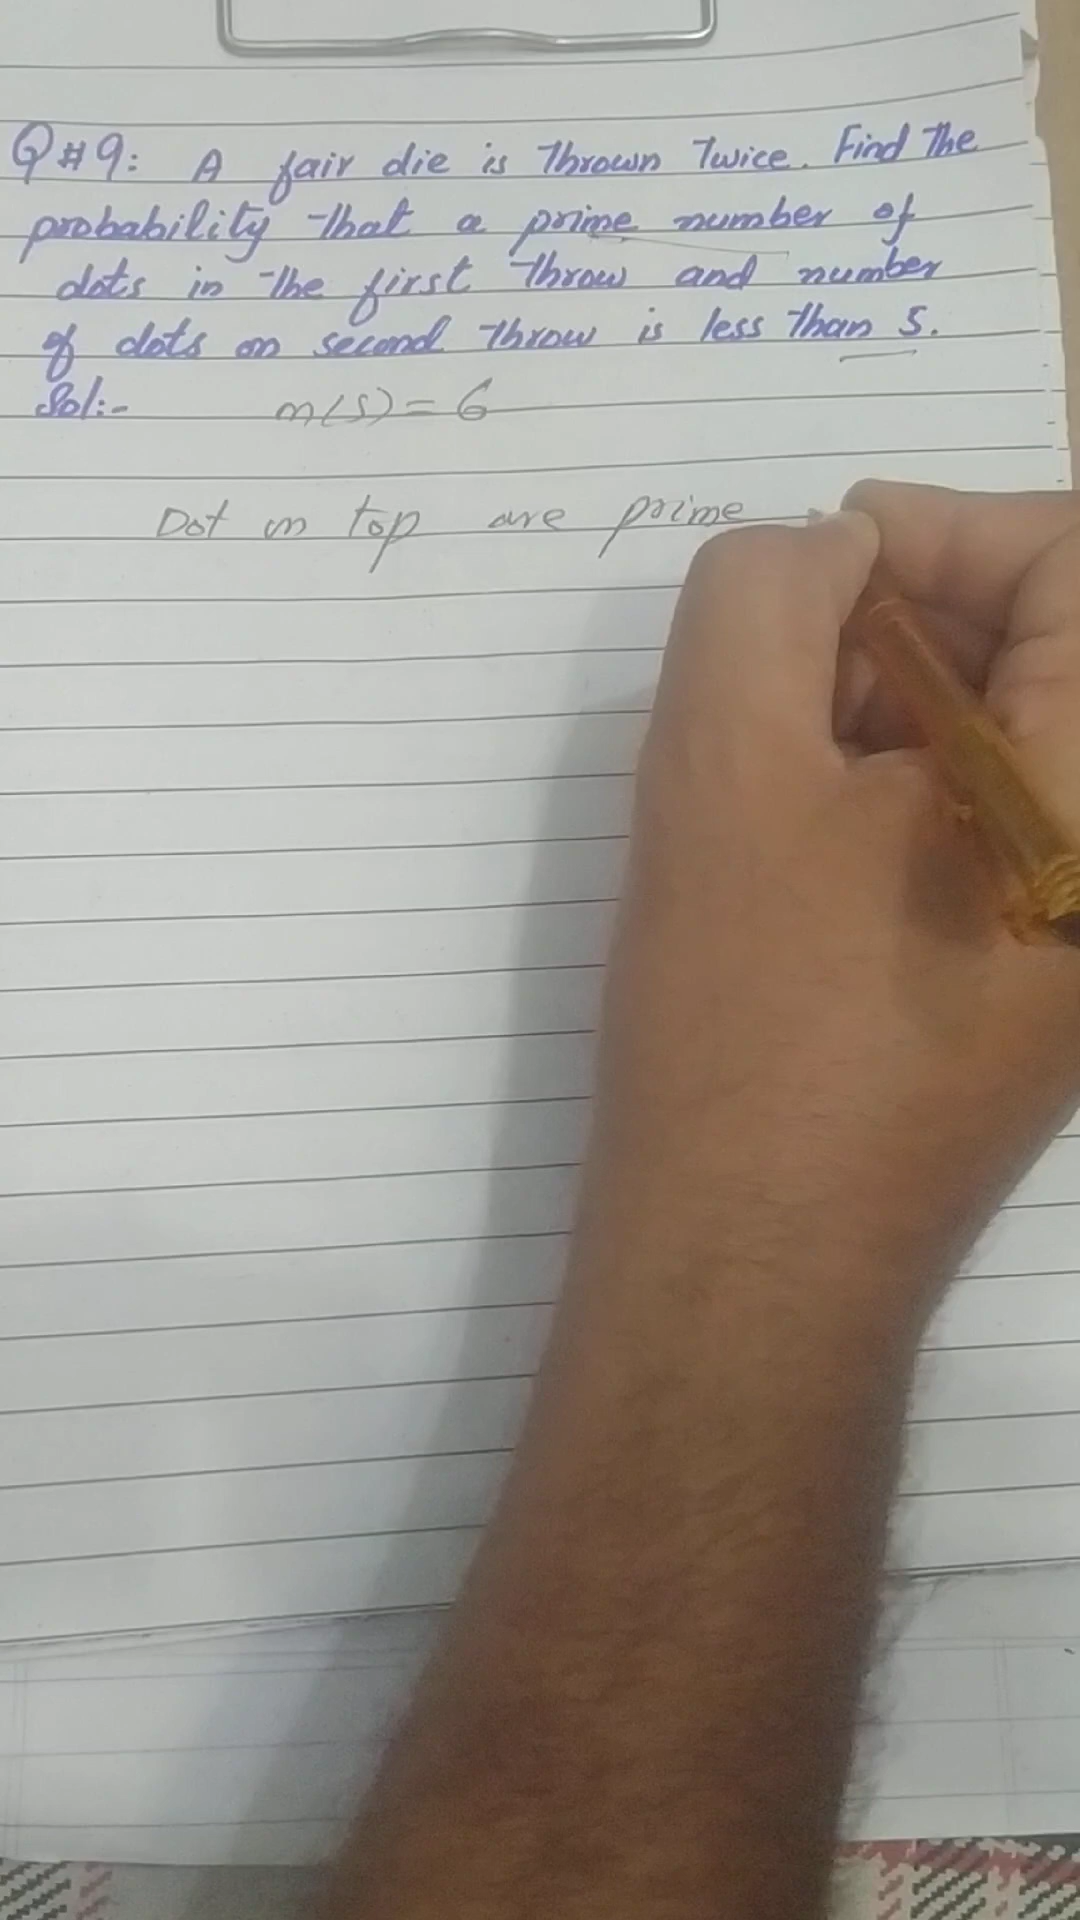 Q#9: A fair die is thrown twice. Find the
probability that a prime number of
dots in the first throw and number
of dots on second throw is less than 5.
Sol:- n(S) = 6
Dot on top are prime